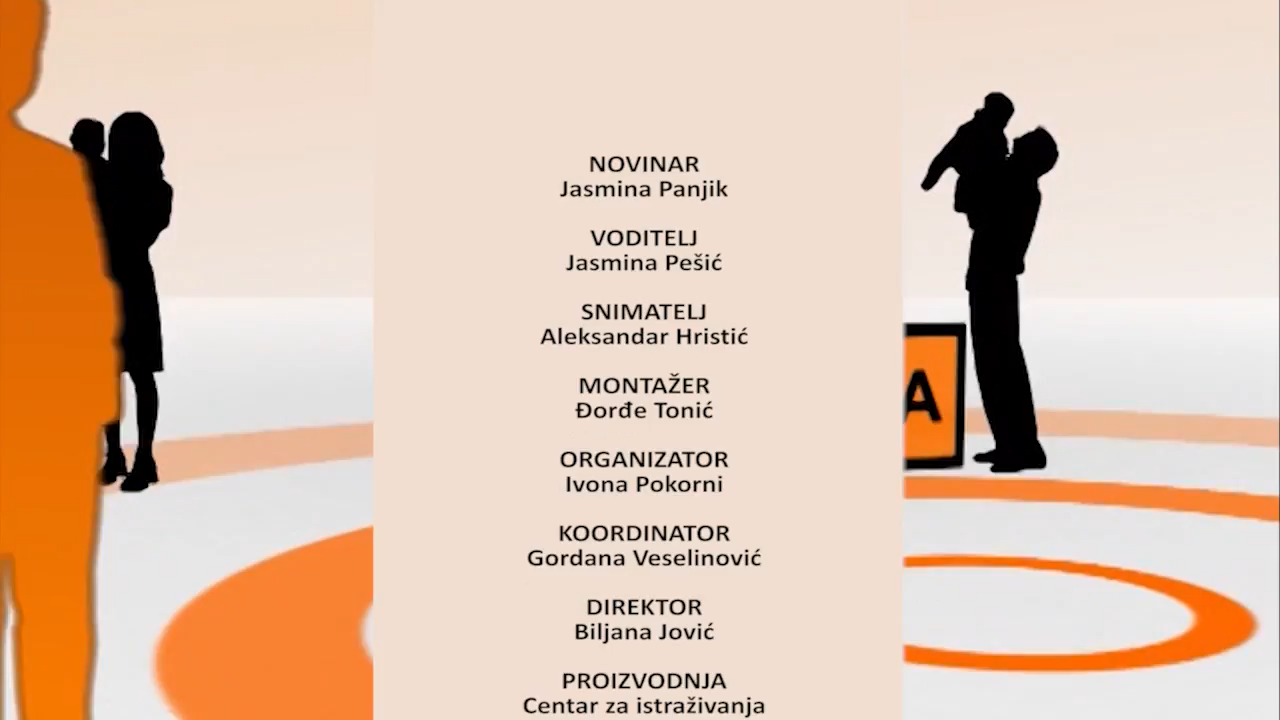 NOVINAR
Jasmina Panjik
VODITELJ
Jasmina Pešić
SNIMATELJ
Aleksandar Hristić
MONTAŽER
Đorđe Tonić
ORGANIZATOR
Ivona Pokorni
KOORDINATOR
Gordana Veselinović
DIREKTOR
Biljana Jović
PROIZVODNJA
Centar za istraživanja
A